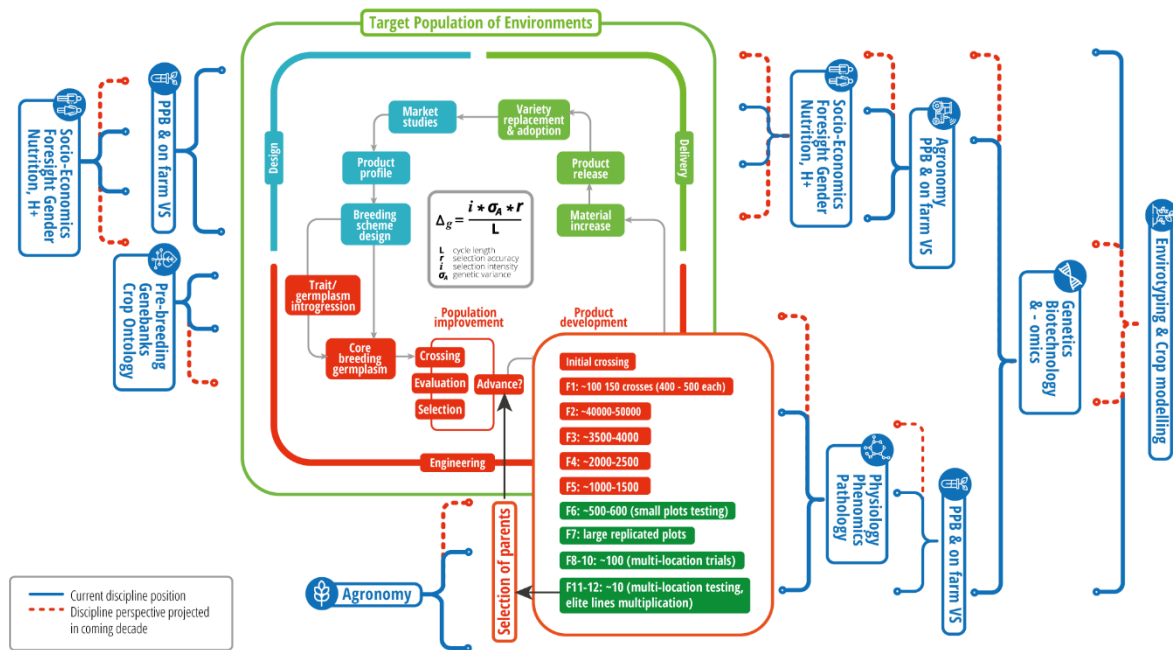 Target Population of Environments
Design
Delivery
Engineering
Market
studies
Variety
replacement
& adoption
Product
profile
Product
release
Breeding
scheme
design
Material
increase
Δg = i * σA * r
L
L cycle length
r selection accuracy
i selection intensity
σA genetic variance
Trait/
germplasm
introgression
Core
breeding
germplasm
Population
improvement
Crossing
Evaluation
Selection
Advance?
Product
development
Initial crossing
F1: ~100 150 crosses (400 - 500 each)
F2: ~40000-50000
F3: ~3500-4000
F4: ~2000-2500
F5: ~1000-1500
F6: ~500-600 (small plots testing)
F7: large replicated plots
F8-10: ~100 (multi-location trials)
F11-12: ~10 (multi-location testing,
elite lines multiplication)
Selection of parents
Socio-Economics
Foresight Gender
Nutrition, H+
PPB & on farm VS
Pre-breeding
Genebanks
Crop Ontology
Agronomy
Socio-Economics
Foresight Gender
Nutrition, H+
Agronomy
PPB & on farm VS
Genetics
Biotechnology
& - omics
Envirotyping & Crop modelling
Physiology
Phenomics
Pathology
PPB & on farm VS
Current discipline position
Discipline perspective projected
in coming decade